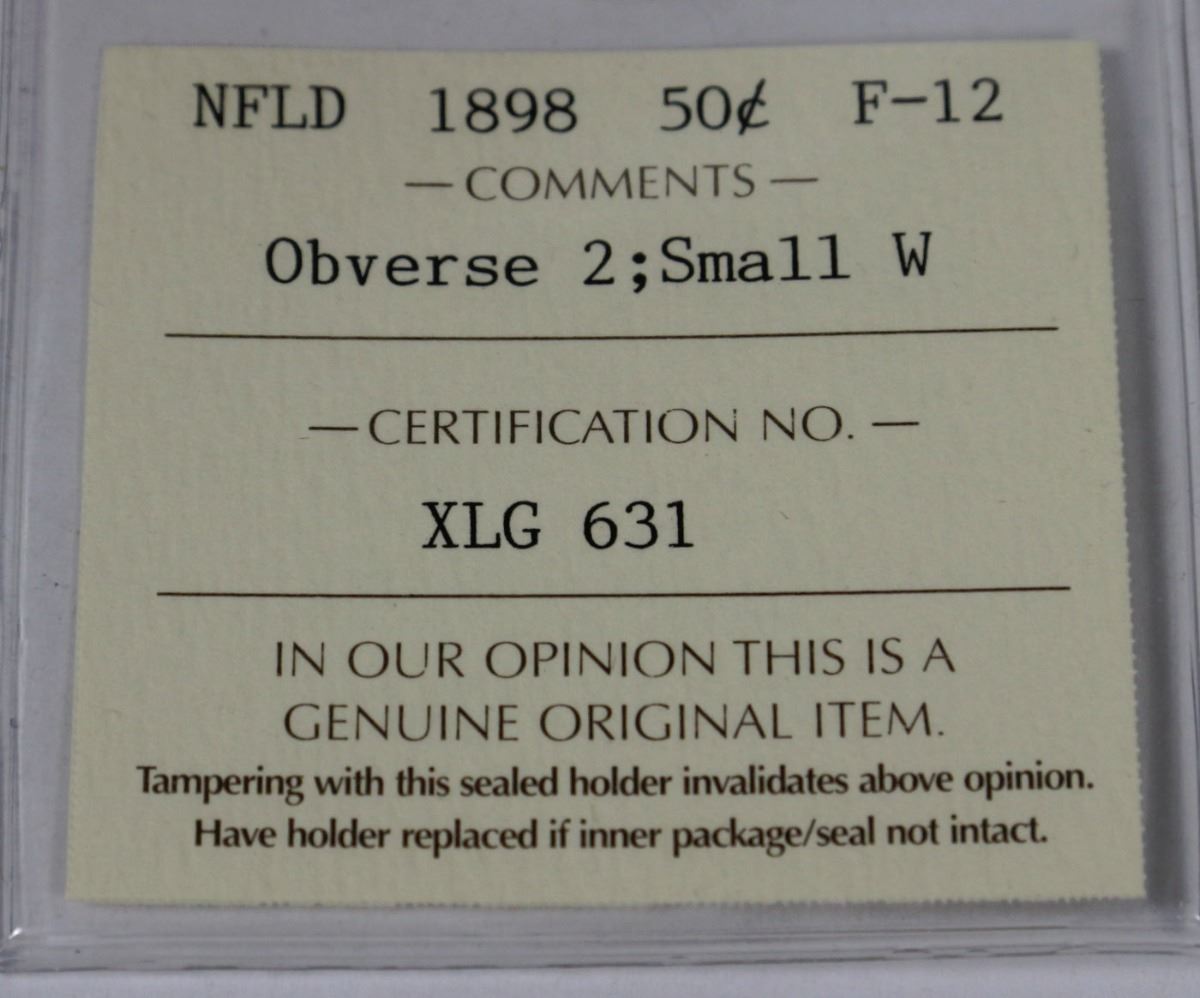 NFLD 1898 50¢ F-12
— COMMENTS —
Obverse 2;Small W
— CERTIFICATION NO. —
XLG 631
IN OUR OPINION THIS IS A
GENUINE ORIGINAL ITEM.
Tampering with this sealed holder invalidates above opinion.
Have holder replaced if inner package/seal not intact.